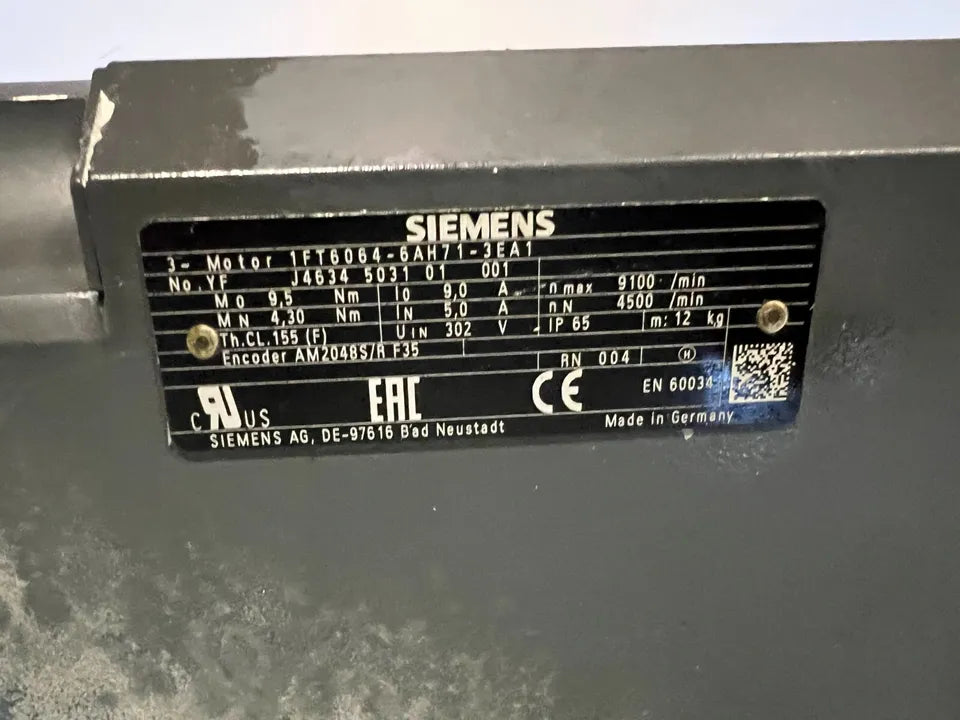 SIEMENS
3~ Motor 1FT6064-6AH71-3EA1
No. YF J4634 5031 01 001
M0 9,5 Nm I0 9,0 A n max 9100 /min
MN 4,30 Nm IN 5,0 A n N 4500 /min
Th.CL.155 (F) UIN 302 V IP 65 m: 12 kg
Encoder AM2048S/R F35 RN 004 H
EN 60034
c RU US EAC CE
SIEMENS AG, DE-97616 Bad Neustadt Made in Germany